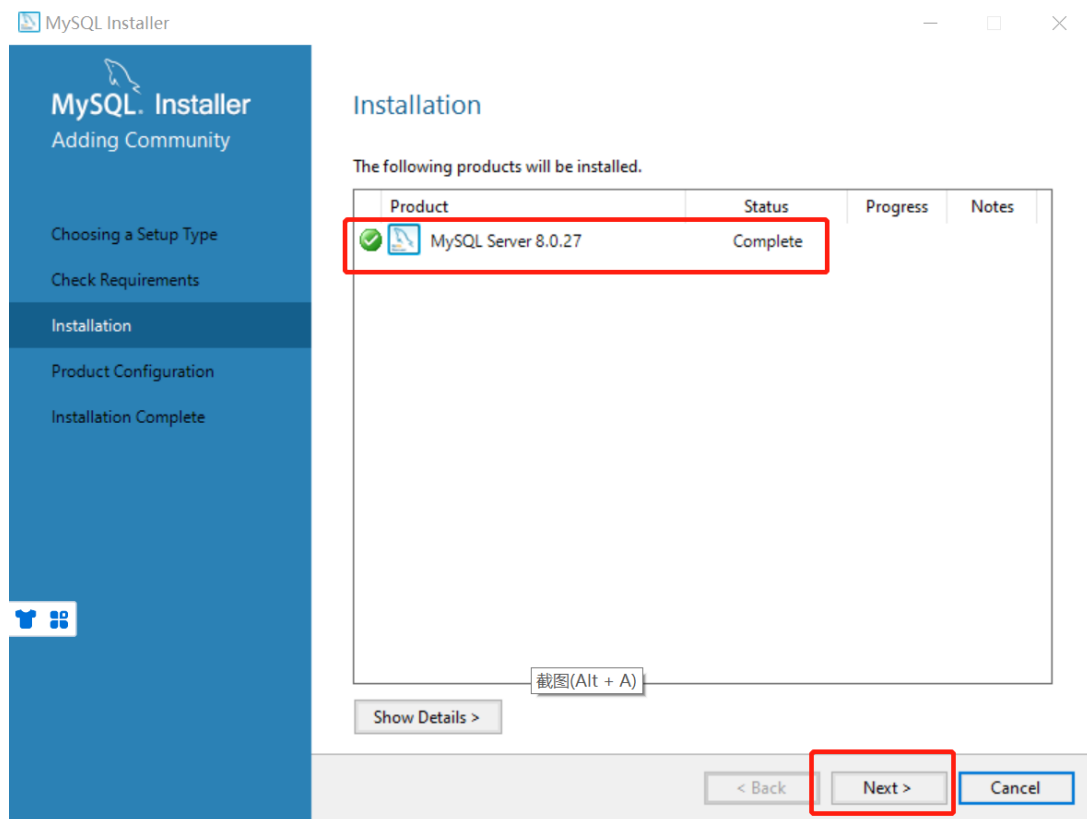 MySQL Installer
MySQL. Installer
Adding Community
Choosing a Setup Type
Check Requirements
Installation
Product Configuration
Installation Complete
Installation
The following products will be installed.
Product Status Progress Notes
MySQL Server 8.0.27 Complete
截图(Alt + A)
Show Details >
< Back Next > Cancel